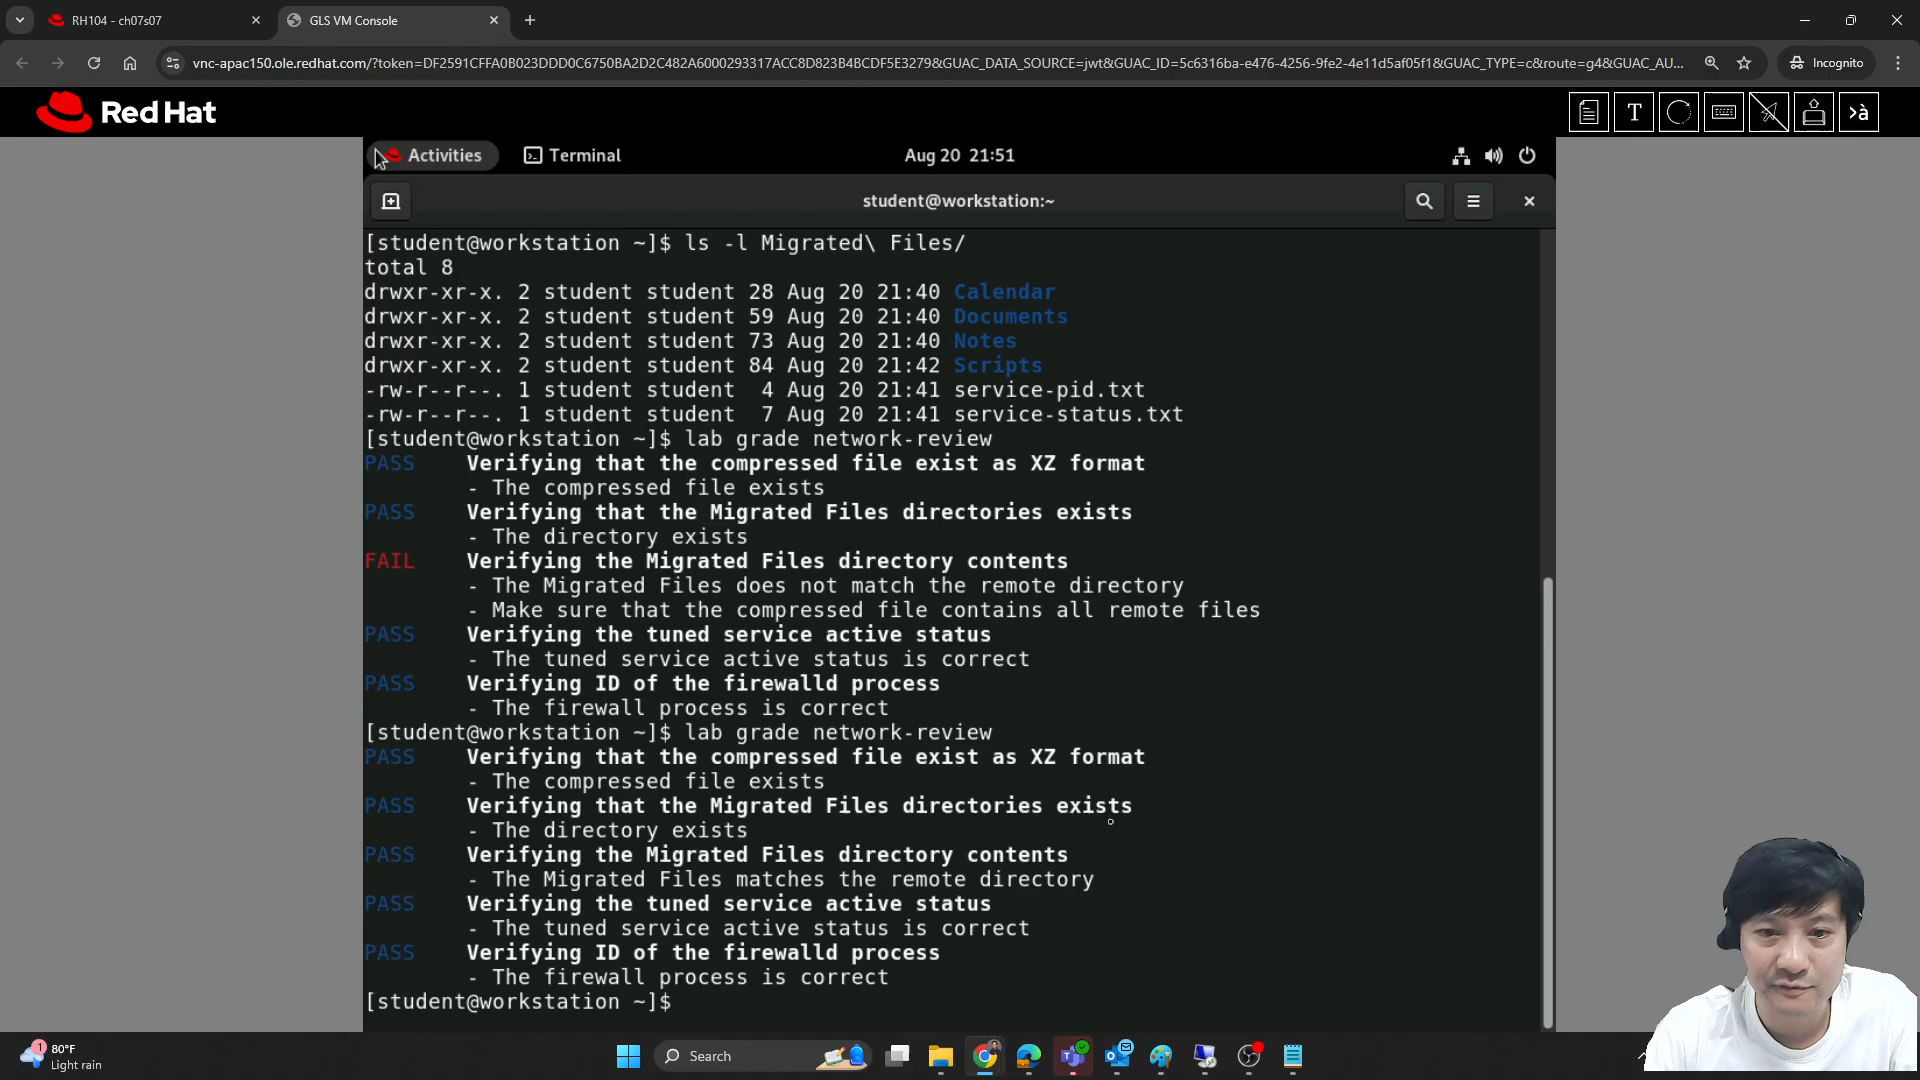 RH104 - ch07s07
GLS VM Console
vnc-apac150.ole.redhat.com/?token=DF2591CFFA0B023DDD0C6750BA2D2C482A6000293317ACC8D823B4BCDF5E3279&GUAC_DATA_SOURCE=jwt&GUAC_ID=5c6316ba-e476-4256-9fe2-4e11d5af05f1&GUAC_TYPE=c&route=g4&GUAC_AU...
Incognito
Red Hat
T
>à
Activities
Terminal
Aug 20 21:51
student@workstation:~
[student@workstation ~]$ ls -l Migrated\ Files/
total 8
drwxr-xr-x. 2 student student 28 Aug 20 21:40 Calendar
drwxr-xr-x. 2 student student 59 Aug 20 21:40 Documents
drwxr-xr-x. 2 student student 73 Aug 20 21:40 Notes
drwxr-xr-x. 2 student student 84 Aug 20 21:42 Scripts
-rw-r--r--. 1 student student  4 Aug 20 21:41 service-pid.txt
-rw-r--r--. 1 student student  7 Aug 20 21:41 service-status.txt
[student@workstation ~]$ lab grade network-review
PASS    Verifying that the compressed file exist as XZ format
- The compressed file exists
PASS    Verifying that the Migrated Files directories exists
- The directory exists
FAIL    Verifying the Migrated Files directory contents
- The Migrated Files does not match the remote directory
- Make sure that the compressed file contains all remote files
PASS    Verifying the tuned service active status
- The tuned service active status is correct
PASS    Verifying ID of the firewalld process
- The firewall process is correct
[student@workstation ~]$ lab grade network-review
PASS    Verifying that the compressed file exist as XZ format
- The compressed file exists
PASS    Verifying that the Migrated Files directories exists
- The directory exists
PASS    Verifying the Migrated Files directory contents
- The Migrated Files matches the remote directory
PASS    Verifying the tuned service active status
- The tuned service active status is correct
PASS    Verifying ID of the firewalld process
- The firewall process is correct
[student@workstation ~]$
1
80°F
Light rain
Search